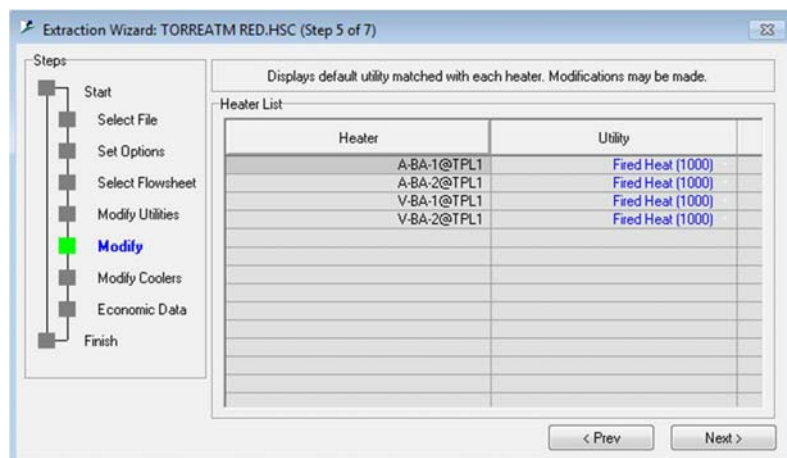 Extraction Wizard: TORREATM RED.HSC (Step 5 of 7)
Steps
Start
Select File
Set Options
Select Flowsheet
Modify Utilities
Modify
Modify Coolers
Economic Data
Finish
Displays default utility matched with each heater. Modifications may be made.
Heater List
Heater Utility
A-BA-1@TPL1 Fired Heat (1000)
A-BA-2@TPL1 Fired Heat (1000)
V-BA-1@TPL1 Fired Heat (1000)
V-BA-2@TPL1 Fired Heat (1000)
< Prev Next >